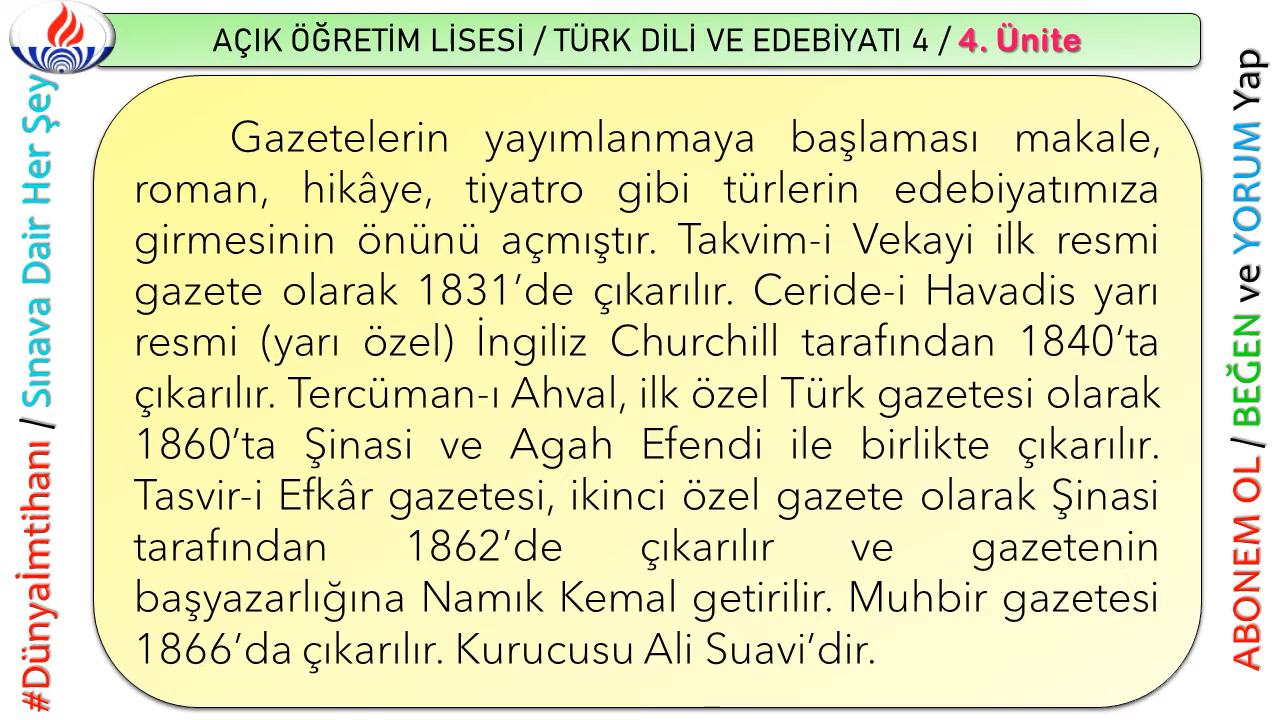 AÇIK ÖĞRETİM LİSESİ / TÜRK DİLİ VE EDEBİYATI 4 / 4. Ünite
#Dünyaİmtihanı / Sınava Dair Her Şey
Gazetelerin yayımlanmaya başlaması makale,
roman, hikâye, tiyatro gibi türlerin edebiyatımıza
girmesinin önünü açmıştır. Takvim-i Vekayi ilk resmi
gazete olarak 1831’de çıkarılır. Ceride-i Havadis yarı
resmi (yarı özel) İngiliz Churchill tarafından 1840’ta
çıkarılır. Tercüman-ı Ahval, ilk özel Türk gazetesi olarak
1860’ta Şinasi ve Agah Efendi ile birlikte çıkarılır.
Tasvir-i Efkâr gazetesi, ikinci özel gazete olarak Şinasi
tarafından 1862’de çıkarılır ve gazetenin
başyazarlığına Namık Kemal getirilir. Muhbir gazetesi
1866’da çıkarılır. Kurucusu Ali Suavi’dir.
ABONEM OL / BEĞEN ve YORUM Yap